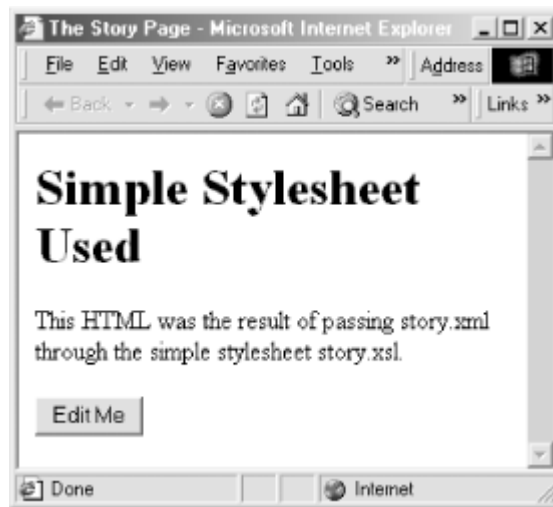 The Story Page - Microsoft Internet Explorer
File Edit View Favorites Tools » Address
Back Search » Links »
Simple Stylesheet
Used
This HTML was the result of passing story.xml
through the simple stylesheet story.xsl.
Edit Me
Done Internet